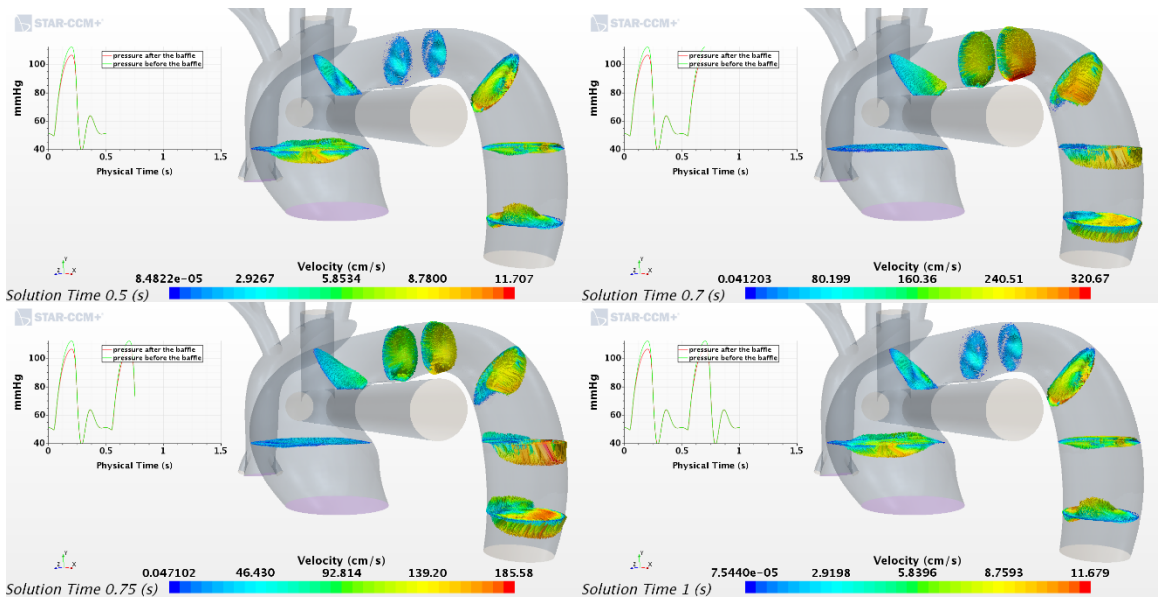 STAR-CCM+
pressure after the baffle
pressure before the baffle
mmHg
100
80
60
40
0
0.5
1
1.5
Physical Time (s)
y
z
x
Velocity (cm/s)
8.4822e-05
2.9267
5.8534
8.7800
11.707
Solution Time 0.5 (s)
STAR-CCM+
pressure after the baffle
pressure before the baffle
mmHg
100
80
60
40
0
0.5
1
1.5
Physical Time (s)
y
z
x
Velocity (cm/s)
0.041203
80.199
160.36
240.51
320.67
Solution Time 0.7 (s)
STAR-CCM+
pressure after the baffle
pressure before the baffle
mmHg
100
80
60
40
0
0.5
1
1.5
Physical Time (s)
y
z
x
Velocity (cm/s)
0.047102
46.430
92.814
139.20
185.58
Solution Time 0.75 (s)
STAR-CCM+
pressure after the baffle
pressure before the baffle
mmHg
100
80
60
40
0
0.5
1
1.5
Physical Time (s)
y
z
x
Velocity (cm/s)
7.5440e-05
2.9198
5.8396
8.7593
11.679
Solution Time 1 (s)